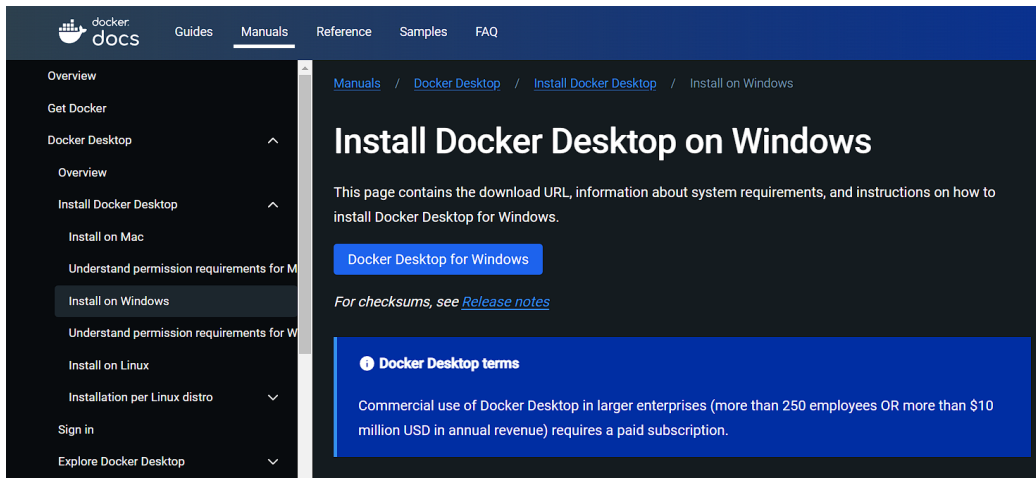 docker
docs
Guides
Manuals
Reference
Samples
FAQ
Overview
Get Docker
Docker Desktop
Overview
Install Docker Desktop
Install on Mac
Understand permission requirements for M
Install on Windows
Understand permission requirements for W
Install on Linux
Installation per Linux distro
Sign in
Explore Docker Desktop
Manuals / Docker Desktop / Install Docker Desktop / Install on Windows
Install Docker Desktop on Windows
This page contains the download URL, information about system requirements, and instructions on how to
install Docker Desktop for Windows.
Docker Desktop for Windows
For checksums, see Release notes
Docker Desktop terms
Commercial use of Docker Desktop in larger enterprises (more than 250 employees OR more than $10
million USD in annual revenue) requires a paid subscription.